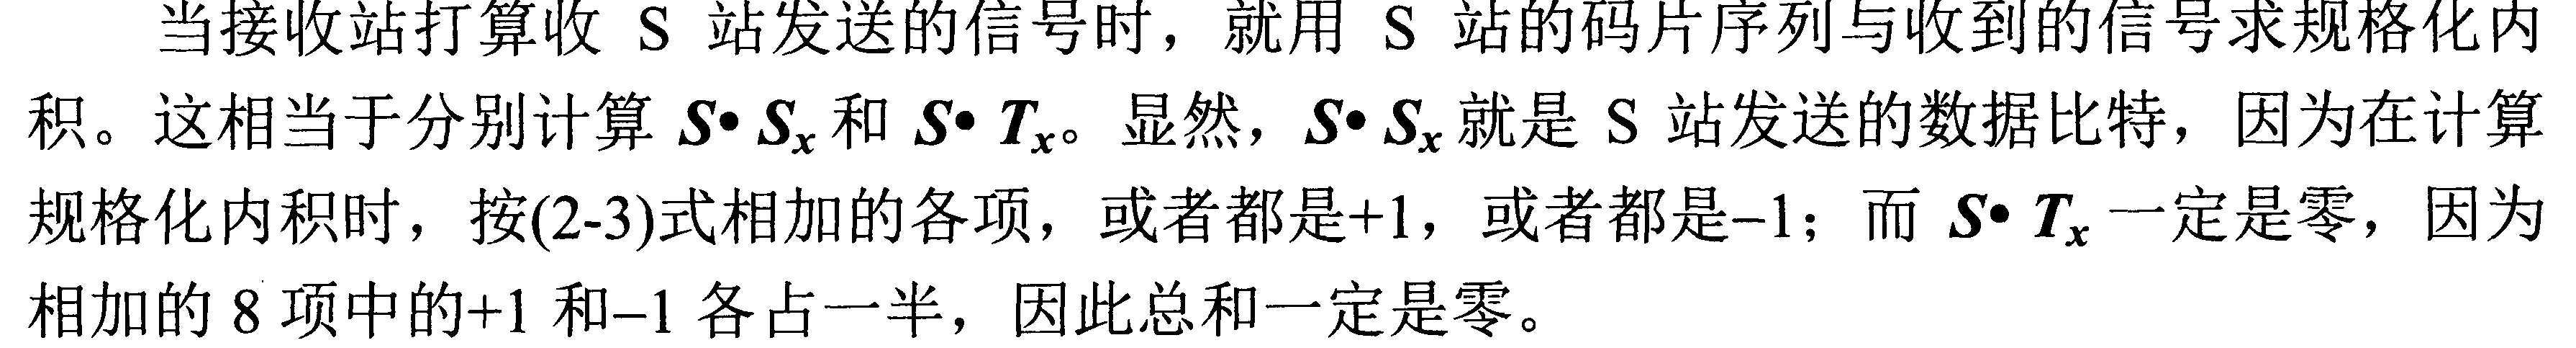 当接收站打算收 S 站发送的信号时，就用 S 站的码片序列与收到的信号求规格化内
积。这相当于分别计算 S• Sx 和 S• Tx。显然，S• Sx 就是 S 站发送的数据比特，因为在计算
规格化内积时，按(2-3)式相加的各项，或者都是+1，或者都是–1；而 S• Tx 一定是零，因为
相加的 8 项中的+1 和–1 各占一半，因此总和一定是零。